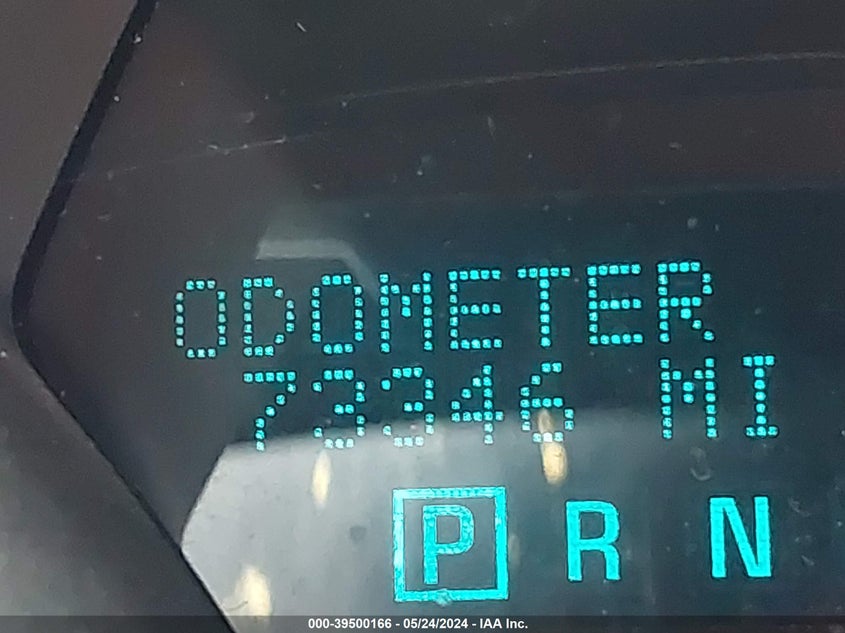 ODOMETER
73346 MI
P R N
000-39500166 - 05/24/2024 - IAA Inc.